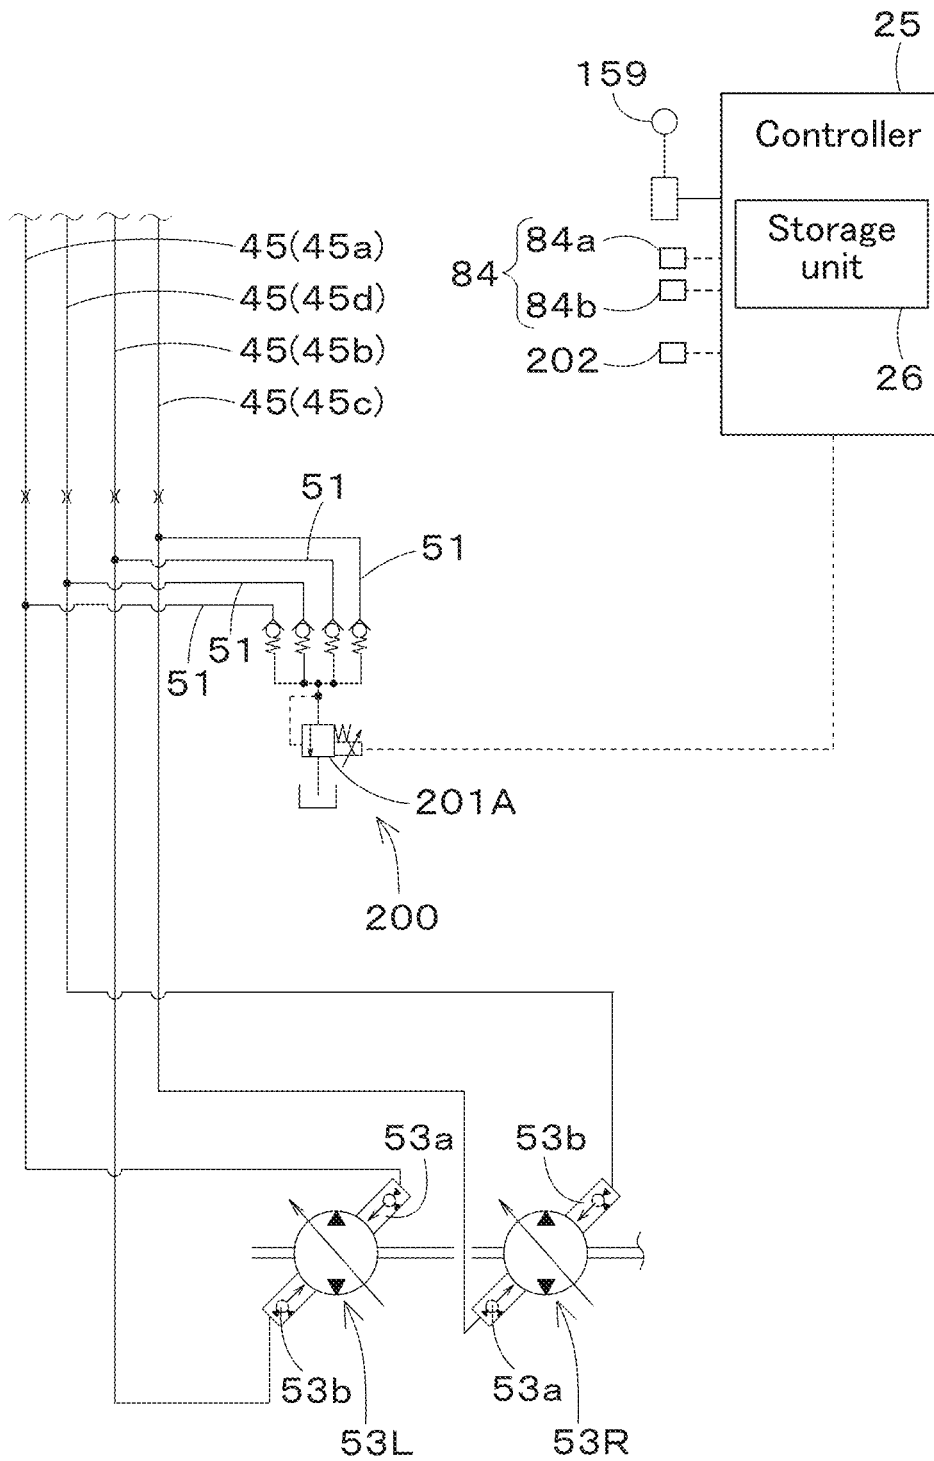 25
159
Controller
Storage
unit
26
84
84a
84b
202
45(45a)
45(45d)
45(45b)
45(45c)
51
51
51
51
201A
200
53a
53b
53b
53a
53L
53R